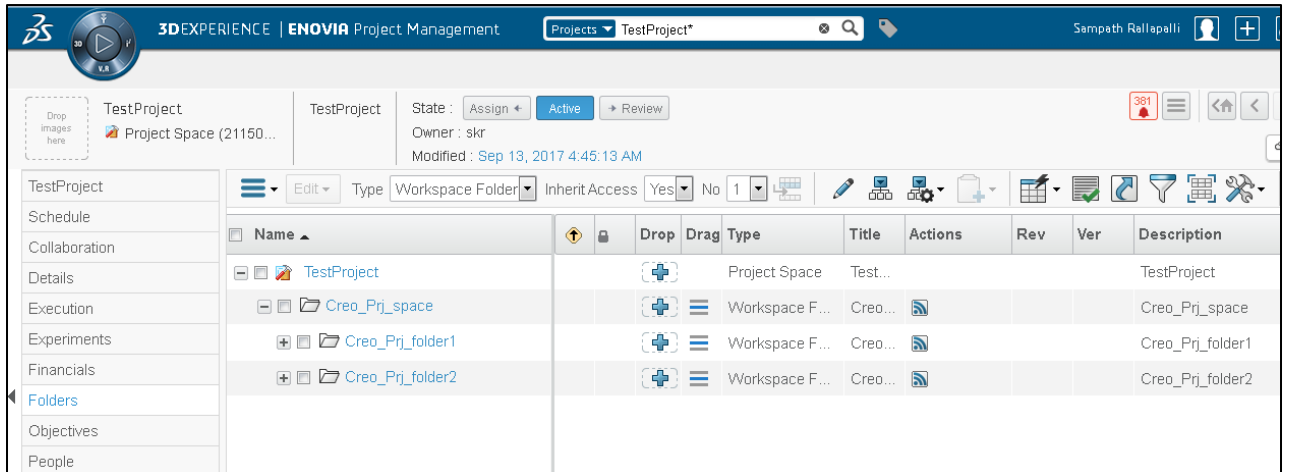 3DEXPERIENCE | ENOVIA Project Management Projects TestProject* Sampath Rallapalli
3D V.R
Drop images here
TestProject
Project Space (21150...
TestProject
State : Assign Active Review
Owner : skr
Modified : Sep 13, 2017 4:45:13 AM
381
TestProject
Schedule
Collaboration
Details
Execution
Experiments
Financials
Folders
Objectives
People
Edit Type Workspace Folder Inherit Access Yes No 1
Name Drop Drag Type Title Actions Rev Ver Description
TestProject Project Space Test... TestProject
Creo_Prj_space Workspace F... Creo... Creo_Prj_space
Creo_Prj_folder1 Workspace F... Creo... Creo_Prj_folder1
Creo_Prj_folder2 Workspace F... Creo... Creo_Prj_folder2